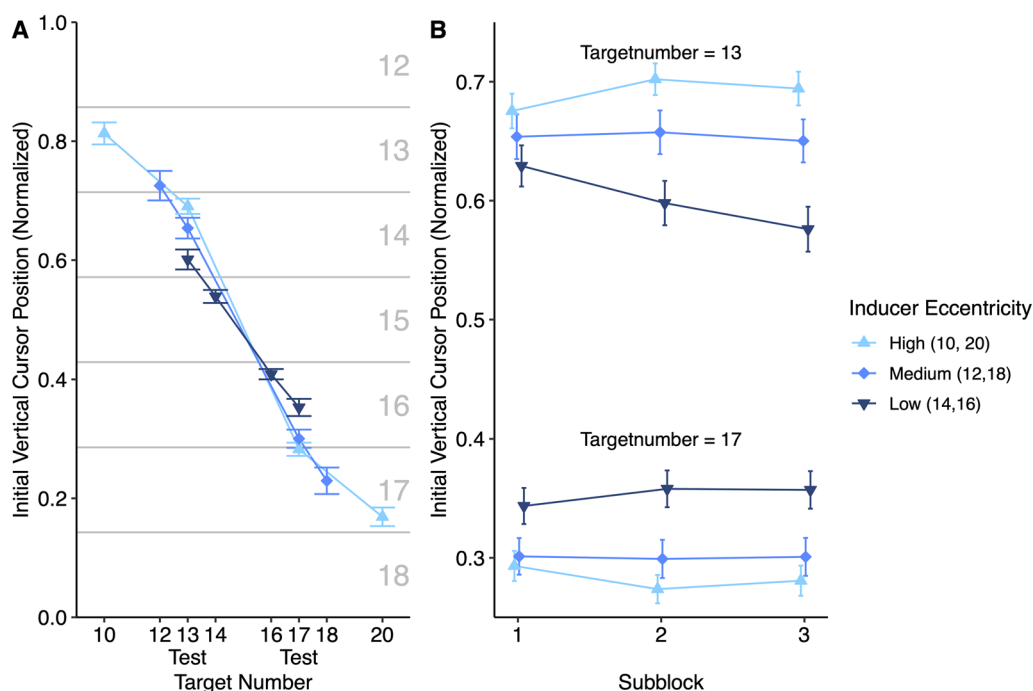 A
Initial Vertical Cursor Position (Normalized)
1.0
0.8
0.6
0.4
0.2
0.0
12
13
14
15
16
17
18
10 12 13 14 16 17 18 20
Test Test
Target Number
B
Initial Vertical Cursor Position (Normalized)
0.7
0.6
0.5
0.4
0.3
Targetnumber = 13
Targetnumber = 17
1 2 3
Subblock
Inducer Eccentricity
High (10, 20)
Medium (12,18)
Low (14,16)